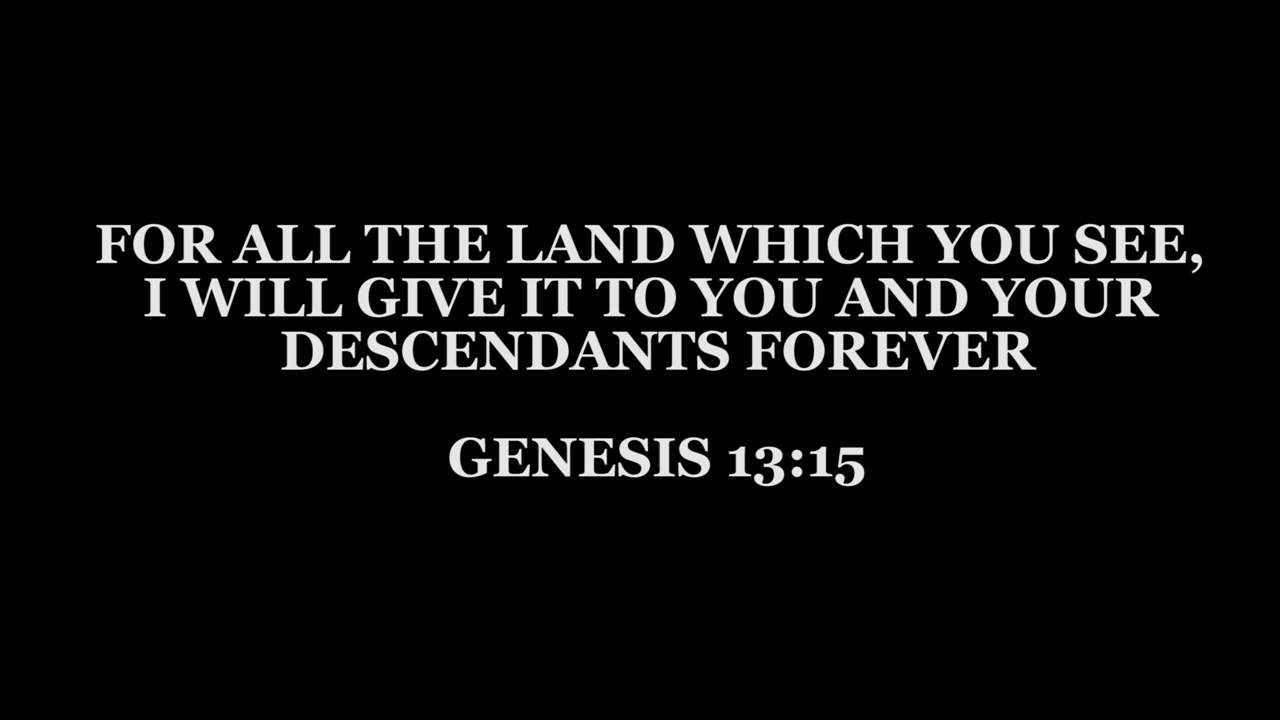 FOR ALL THE LAND WHICH YOU SEE,
I WILL GIVE IT TO YOU AND YOUR
DESCENDANTS FOREVER
GENESIS 13:15